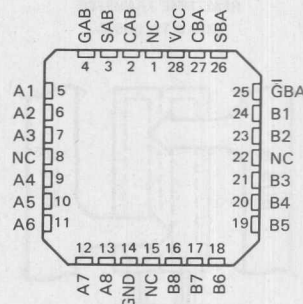 GAB SAB CAB NC VCC CBA SBA
4 3 2 1 28 27 26
A1 5 25 G̅BA
A2 6 24 B1
A3 7 23 B2
NC 8 22 NC
A4 9 21 B3
A5 10 20 B4
A6 11 19 B5
12 13 14 15 16 17 18
A7 A8 GND NC B8 B7 B6